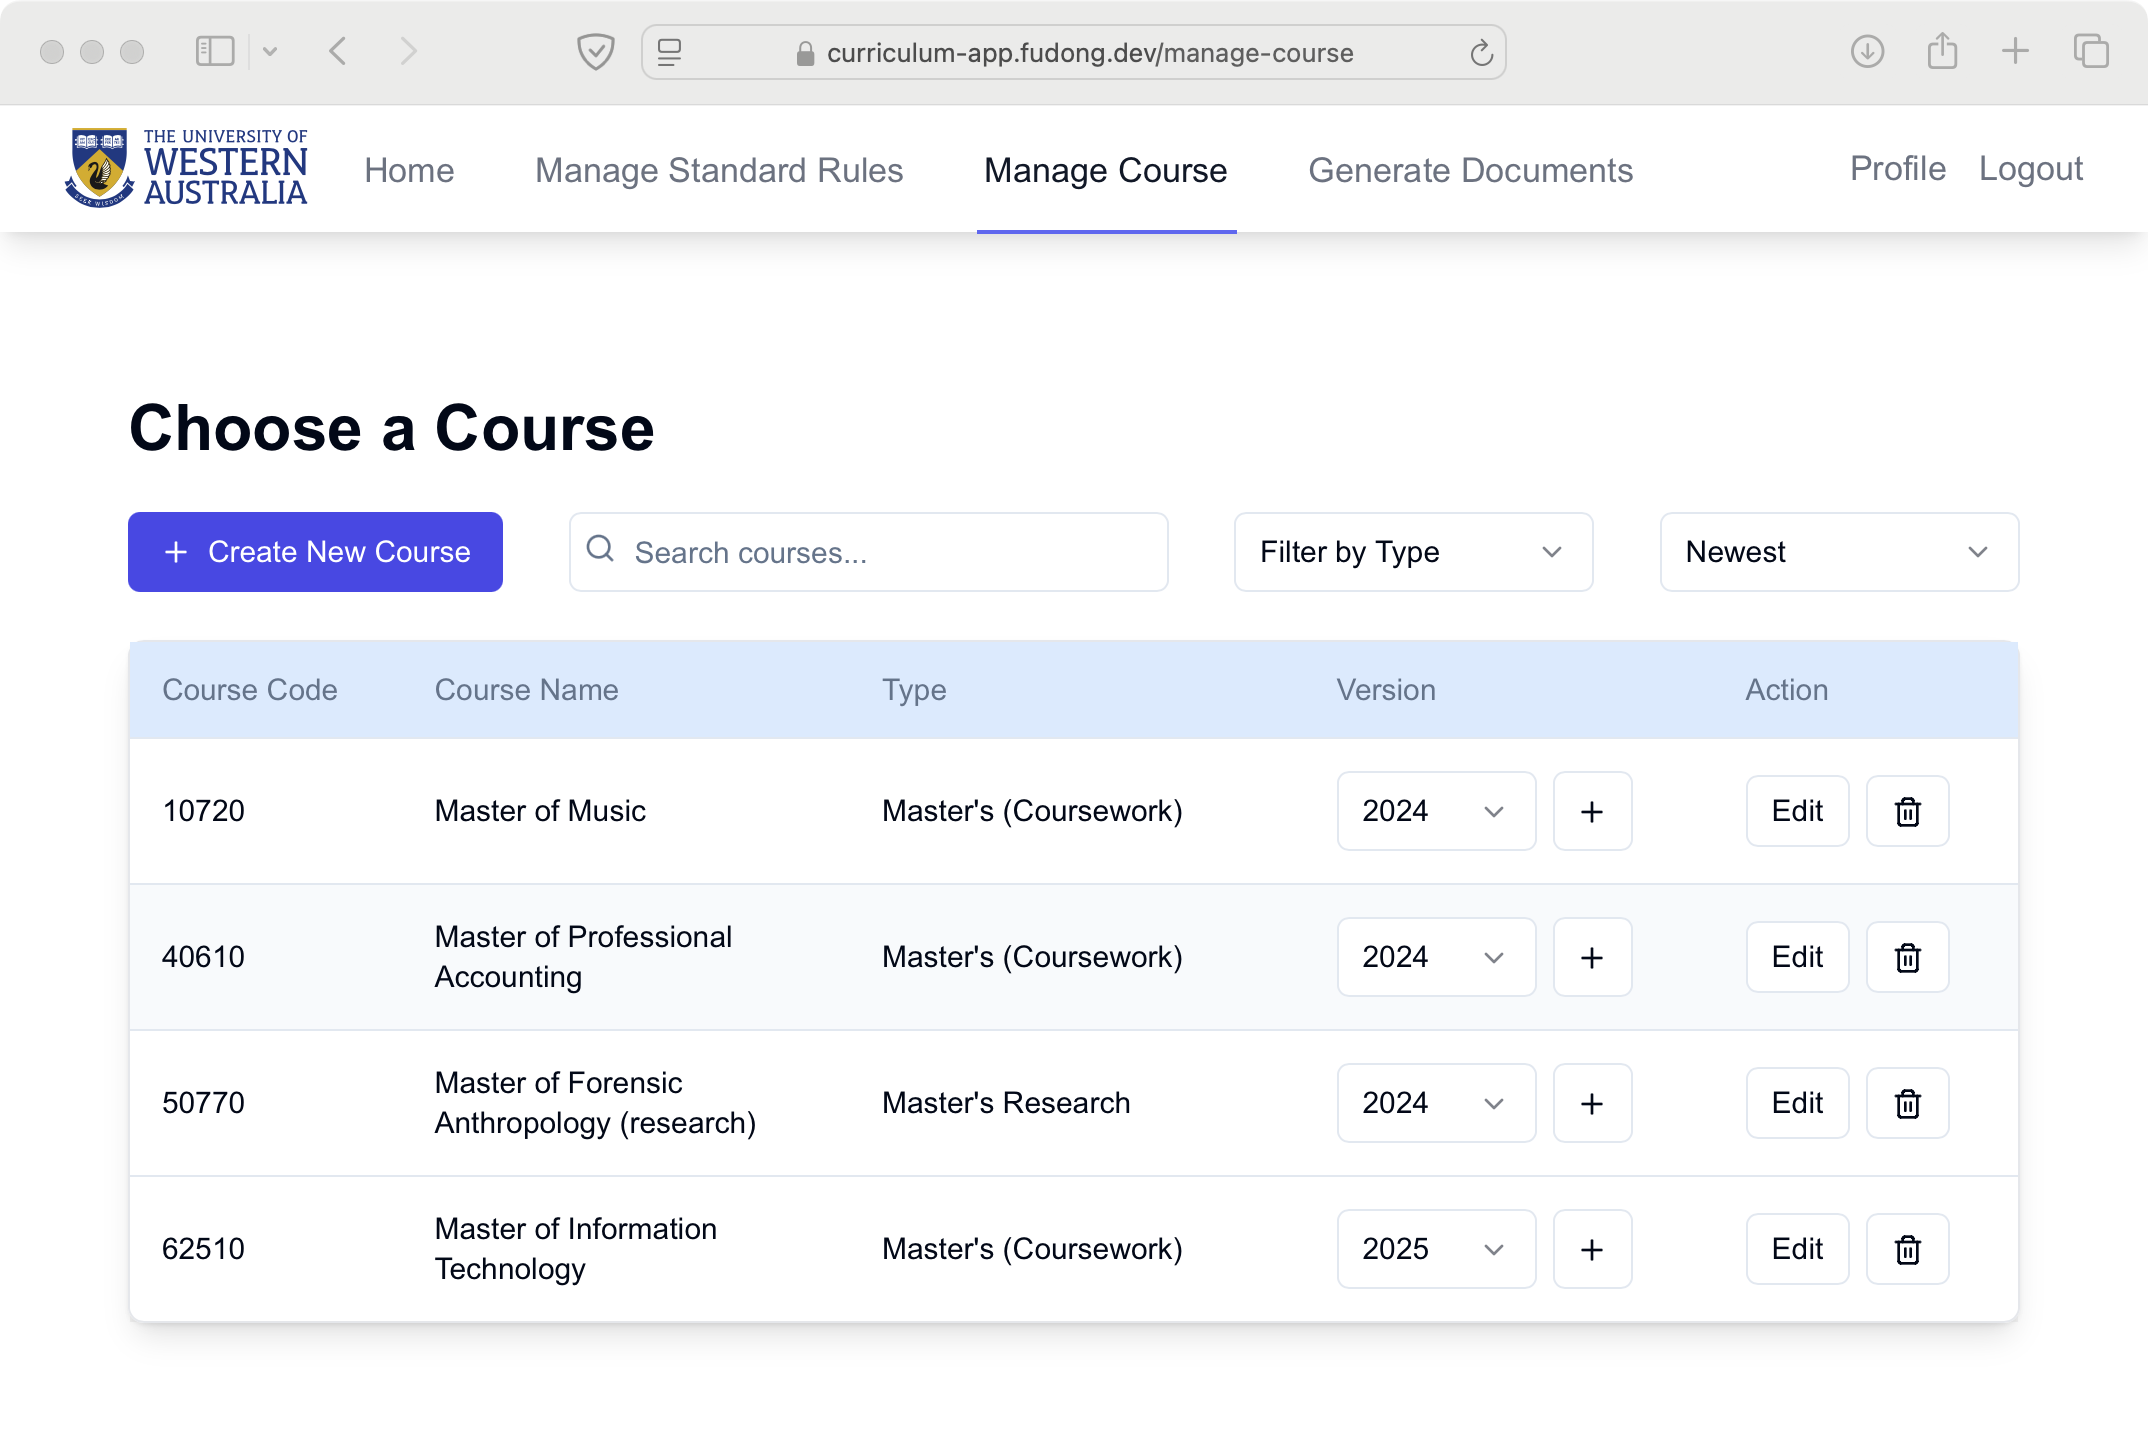 curriculum-app.fudong.dev/manage-course
THE UNIVERSITY OF
WESTERN
AUSTRALIA
SEEK WISDOM
Home
Manage Standard Rules
Manage Course
Generate Documents
Profile
Logout
Choose a Course
+ Create New Course
Search courses...
Filter by Type
Newest
Course Code
Course Name
Type
Version
Action
10720
Master of Music
Master's (Coursework)
2024
+
Edit
40610
Master of Professional
Accounting
Master's (Coursework)
2024
+
Edit
50770
Master of Forensic
Anthropology (research)
Master's Research
2024
+
Edit
62510
Master of Information
Technology
Master's (Coursework)
2025
+
Edit